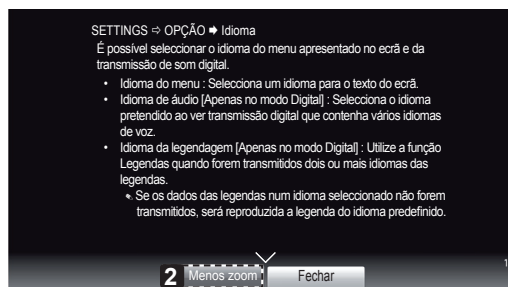 SETTINGS ⇨ OPÇÃO ➡ Idioma
É possível seleccionar o idioma do menu apresentado no ecrã e da
transmissão de som digital.
• Idioma do menu : Selecciona um idioma para o texto do ecrã.
• Idioma de áudio [Apenas no modo Digital] : Selecciona o idioma
pretendido ao ver transmissão digital que contenha vários idiomas
de voz.
• Idioma da legendagem [Apenas no modo Digital] : Utilize a função
Legendas quando forem transmitidos dois ou mais idiomas das
legendas.
Se os dados das legendas num idioma seleccionado não forem
transmitidos, será reproduzida a legenda do idioma predefinido.
1
2 Menos zoom Fechar